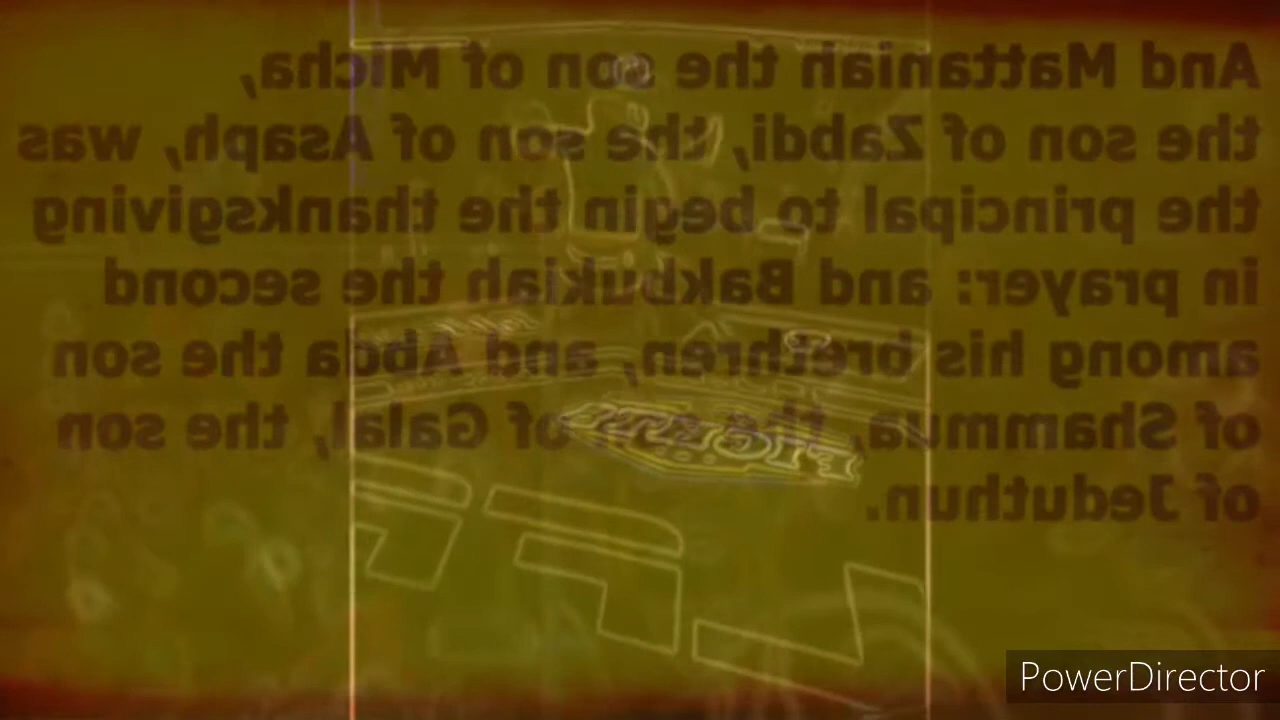 And Mattaniah the son of Micha,
the son of Zabdi, the son of Asaph, was
the principal to begin the thanksgiving
in prayer: and Bakbukiah the second
among his brethren, and Abda the son
of Shammua, the son of Galal, the son
of Jeduthun.
PowerDirector